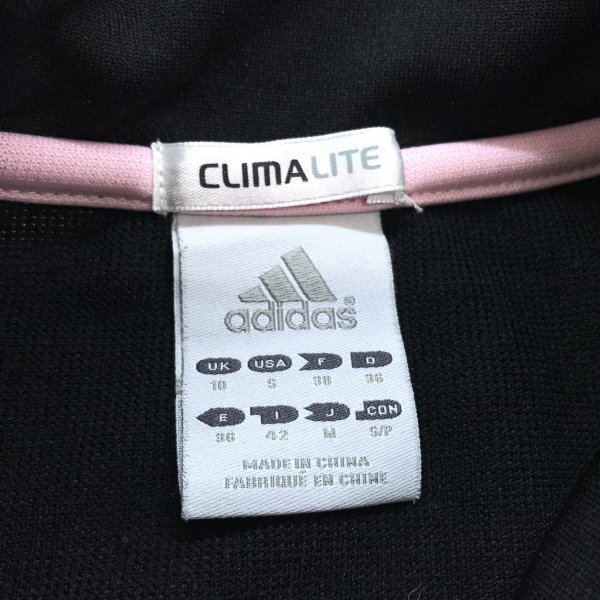 CLIMALITE
adidas®
UK USA F D
10 S 38 36
E I J CDN
36 42 M S/P
MADE IN CHINA
FABRIQUÉ EN CHINE